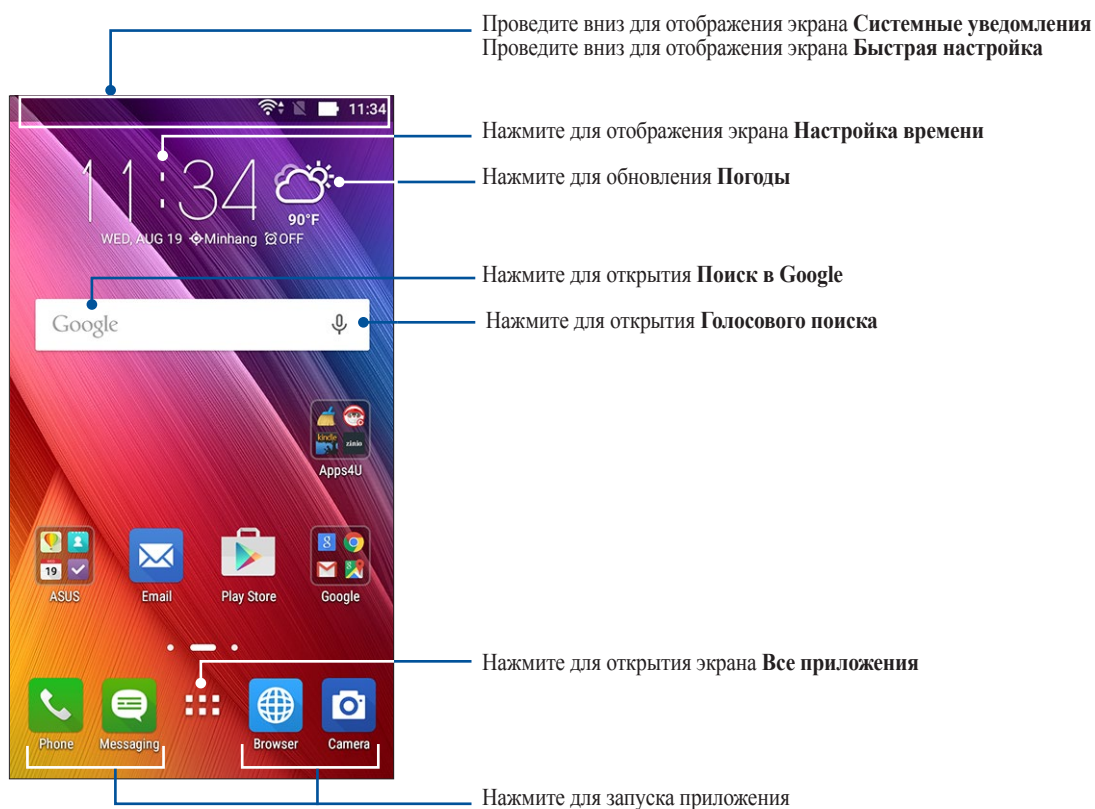 Проведите вниз для отображения экрана Системные уведомления
Проведите вниз для отображения экрана Быстрая настройка
11:34
Нажмите для отображения экрана Настройка времени
11:34
Нажмите для обновления Погоды
90°F
WED, AUG 19 Minhang OFF
Нажмите для открытия Поиск в Google
Google
Нажмите для открытия Голосового поиска
kindle zinio
Apps4U
8
19
ASUS Email Play Store Google
Нажмите для открытия экрана Все приложения
Phone Messaging Browser Camera
Нажмите для запуска приложения